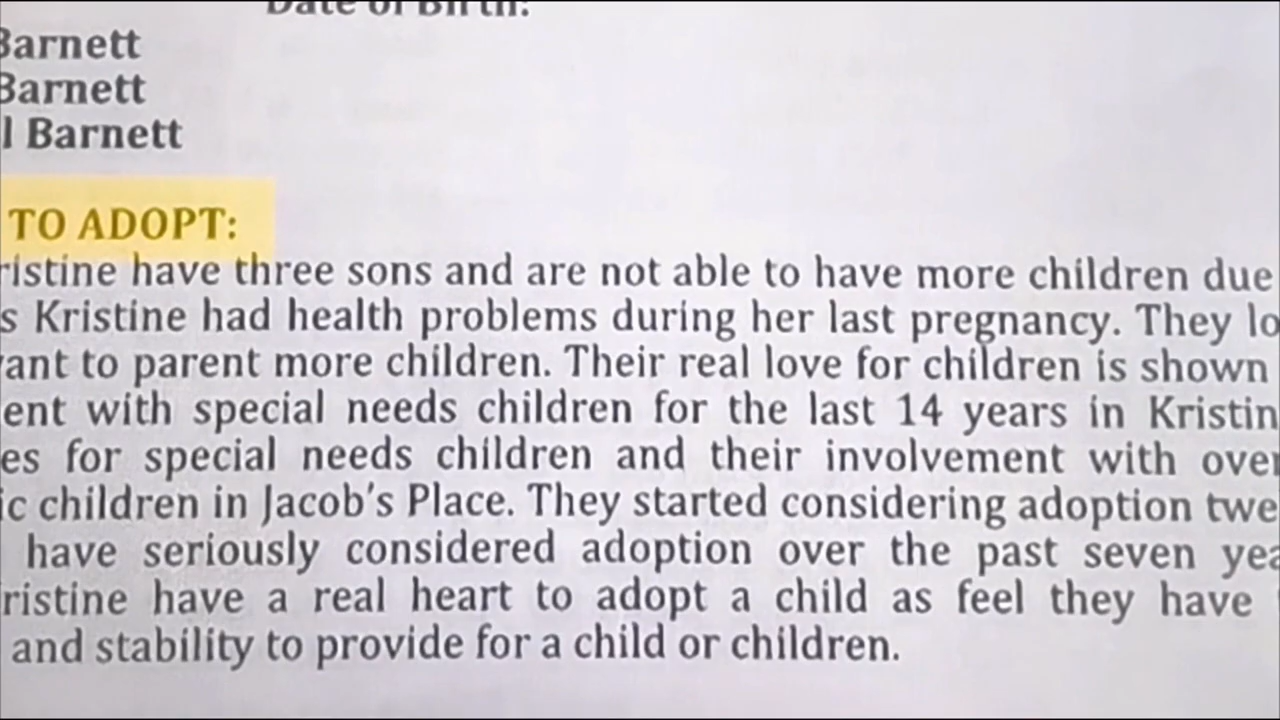 Date of Birth:
Barnett
Barnett
l Barnett
TO ADOPT:
ristine have three sons and are not able to have more children due
s Kristine had health problems during her last pregnancy. They lo
ant to parent more children. Their real love for children is shown
ent with special needs children for the last 14 years in Kristin
es for special needs children and their involvement with over
ic children in Jacob's Place. They started considering adoption twe
have seriously considered adoption over the past seven yea
ristine have a real heart to adopt a child as feel they have
and stability to provide for a child or children.